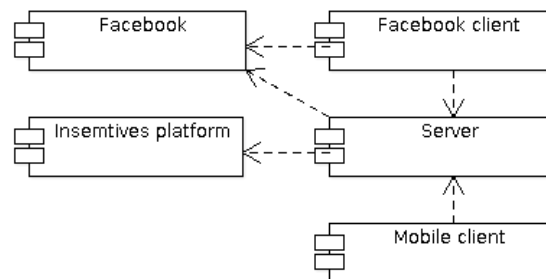 Facebook
Facebook client
Insemtives platform
Server
Mobile client